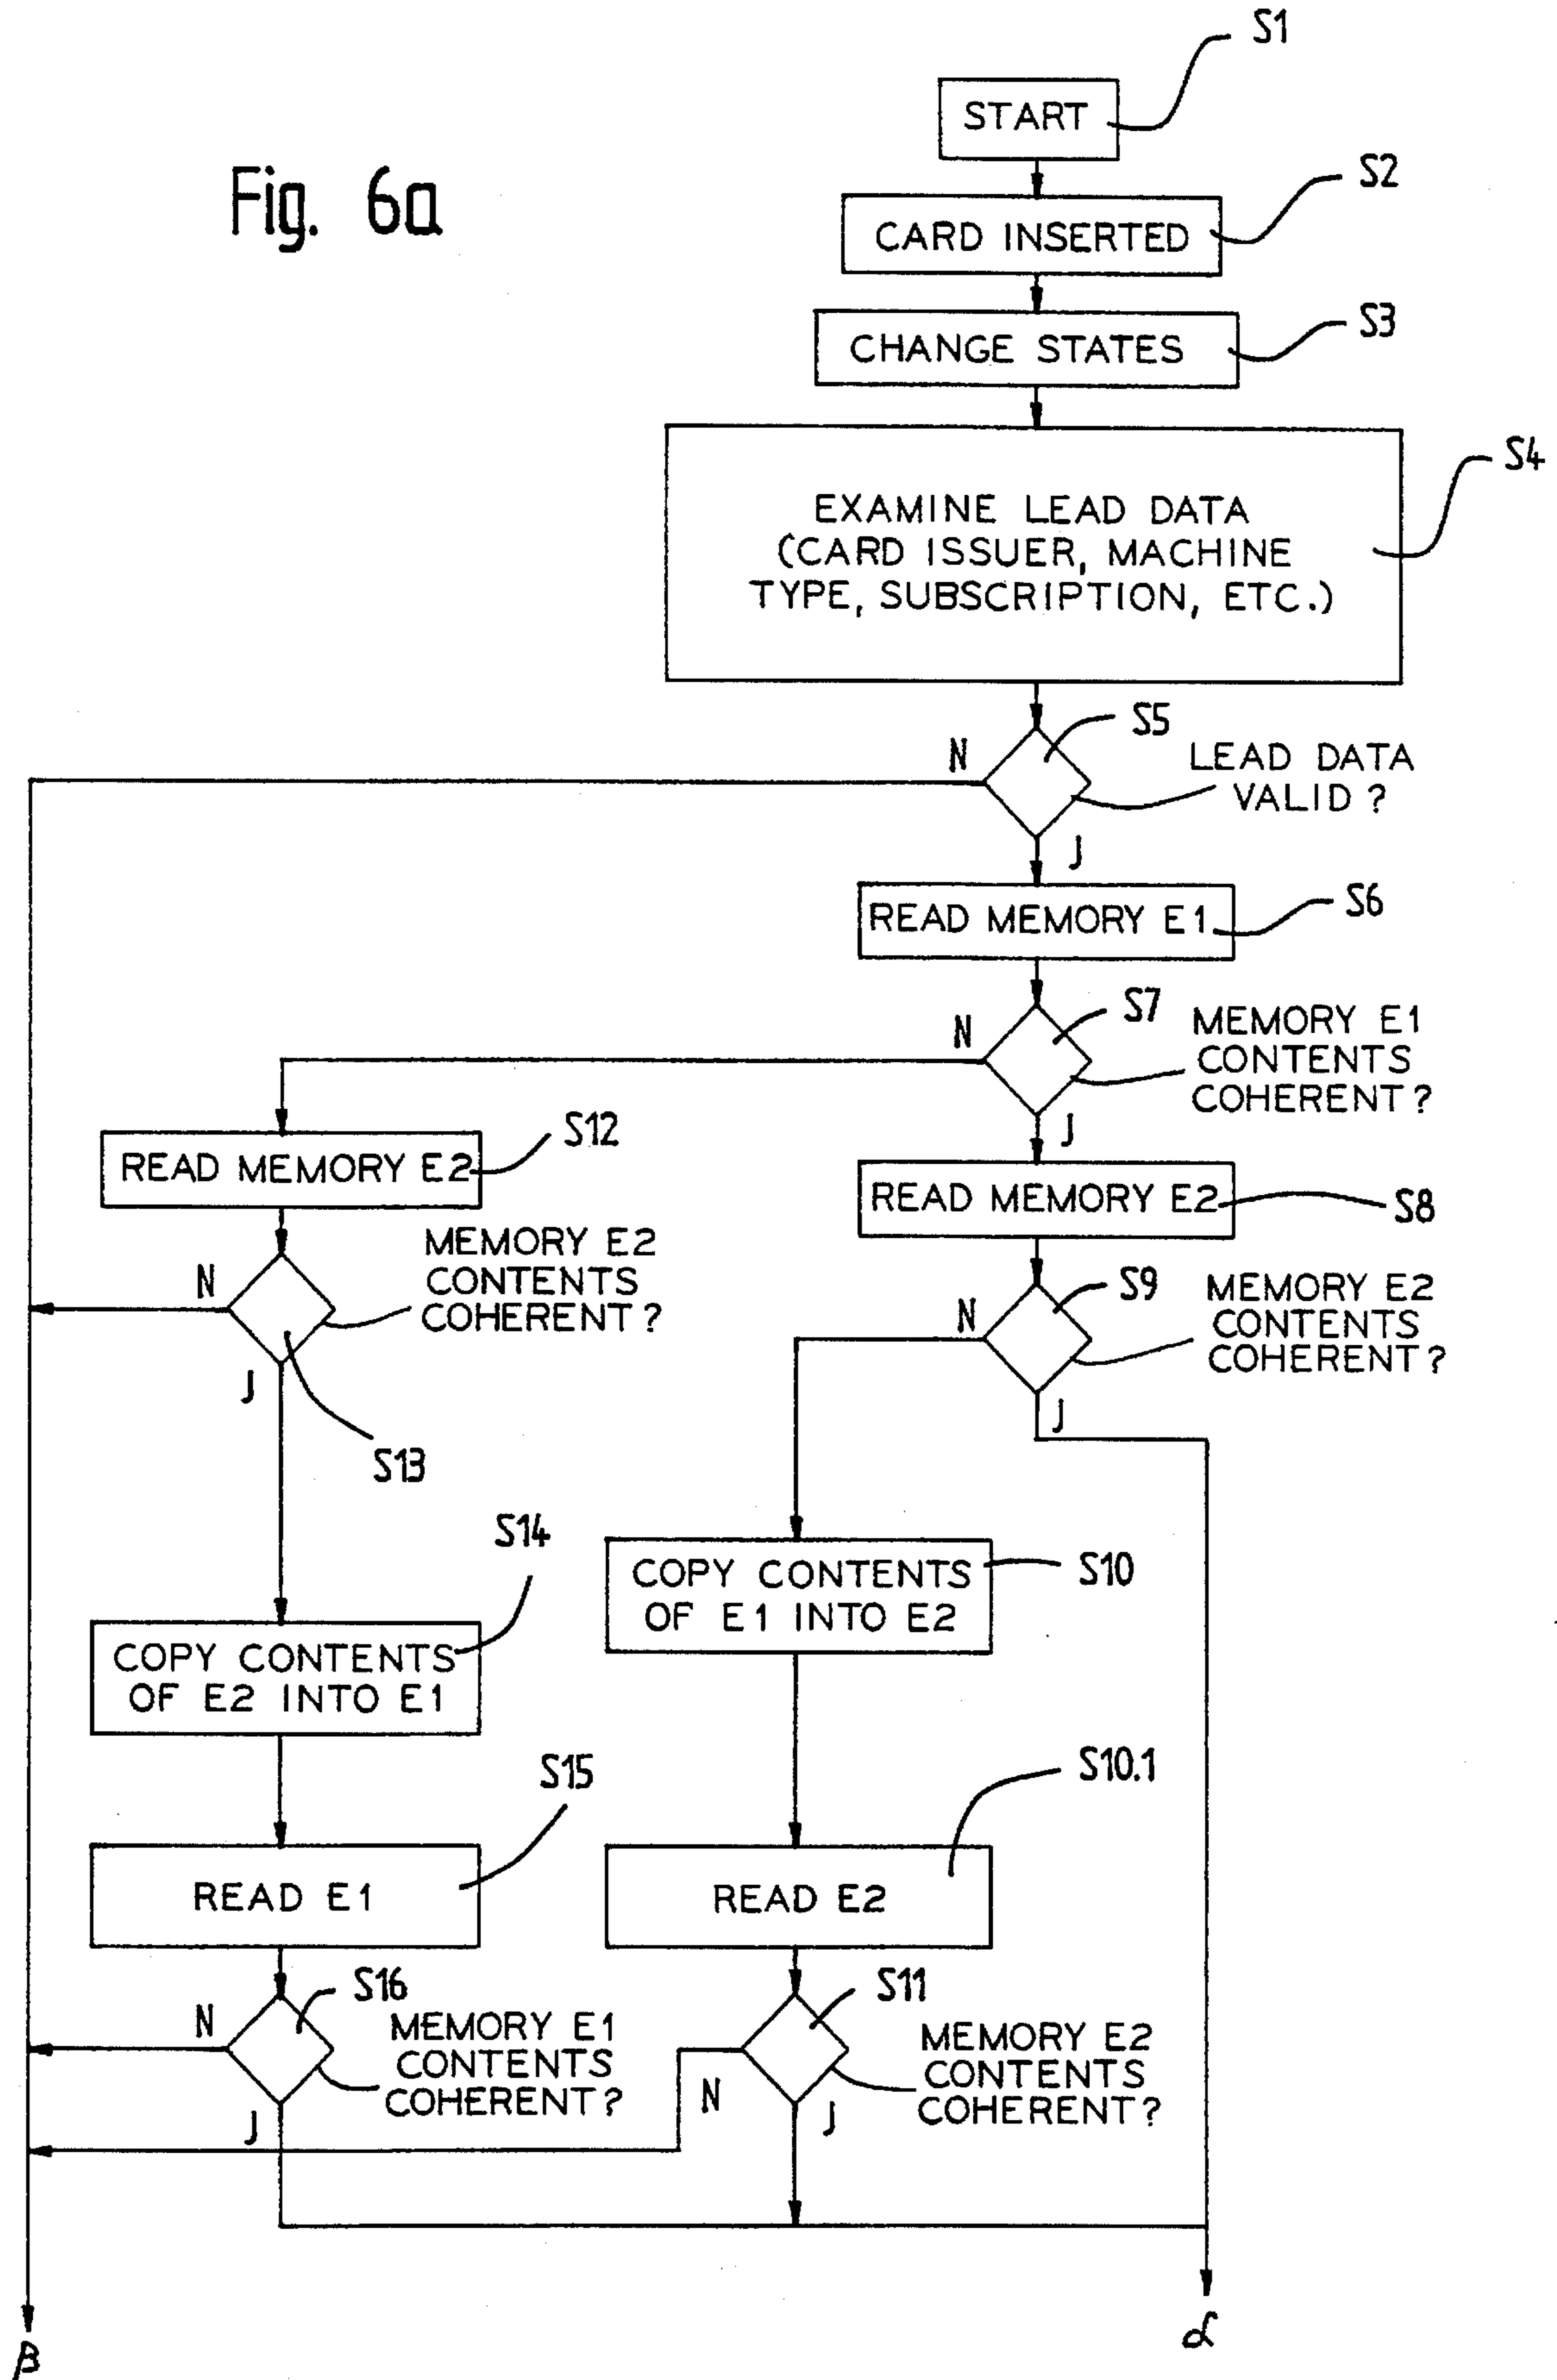 S1
START
Fig. 6a
S2
CARD INSERTED
S3
CHANGE STATES
S4
EXAMINE LEAD DATA
(CARD ISSUER, MACHINE
TYPE, SUBSCRIPTION, ETC.)
S5
N
LEAD DATA
VALID ?
J
READ MEMORY E1
S6
S7
N
MEMORY E1
CONTENTS
COHERENT ?
J
S12
READ MEMORY E2
READ MEMORY E2
S8
MEMORY E2
CONTENTS
COHERENT ?
N
J
S13
S9
N
MEMORY E2
CONTENTS
COHERENT ?
J
S14
COPY CONTENTS
OF E2 INTO E1
COPY CONTENTS
OF E1 INTO E2
S10
S15
READ E1
S10.1
READ E2
S16
N
MEMORY E1
CONTENTS
COHERENT ?
J
S11
N
MEMORY E2
CONTENTS
COHERENT ?
J
β
α